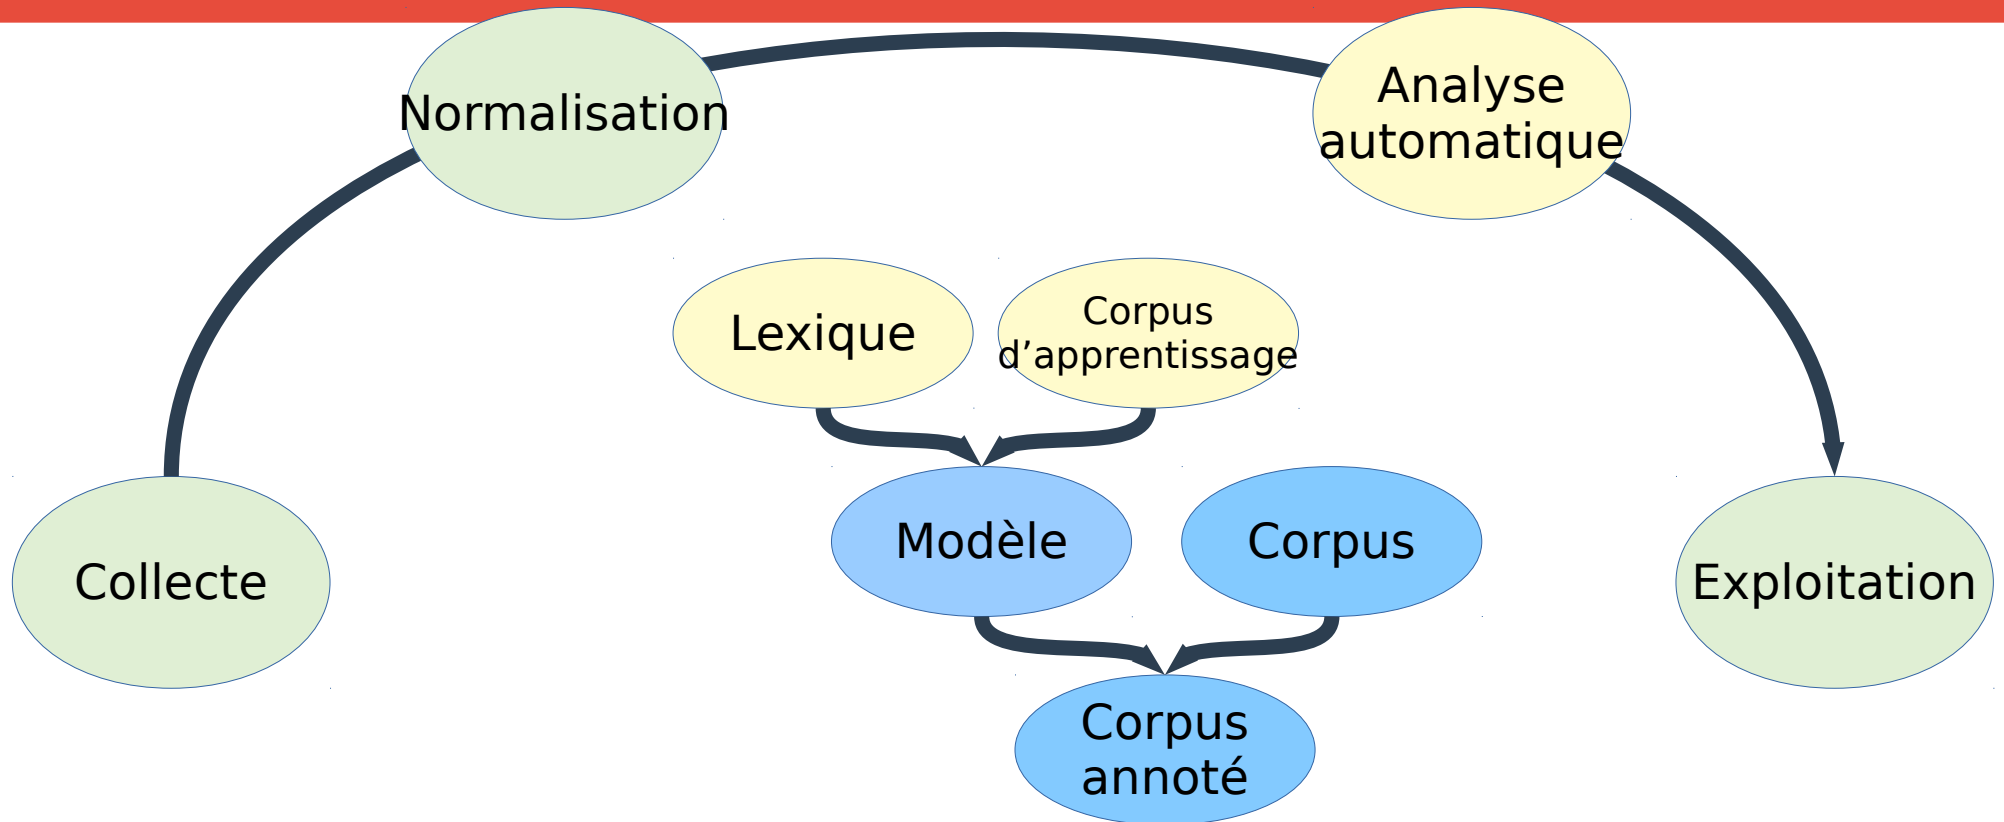 Normalisation
Analyse
automatique
Lexique
Corpus
d’apprentissage
Modèle
Corpus
Collecte
Exploitation
Corpus
annoté